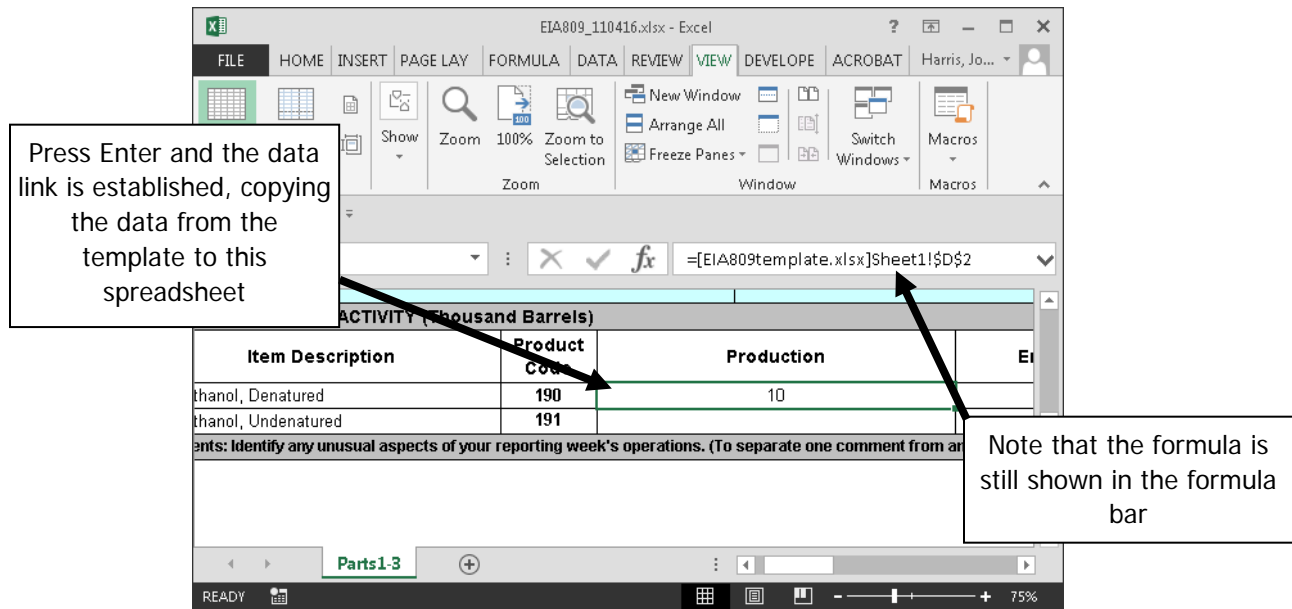 EIA809_110416.xlsx - Excel
?
FILE HOME INSERT PAGE LAY FORMULA DATA REVIEW VIEW DEVELOPE ACROBAT Harris, Jo...
Show
Zoom
100%
Zoom to
Selection
New Window
Arrange All
Freeze Panes
Switch
Windows
Macros
Zoom Window Macros
Press Enter and the data
link is established, copying
the data from the
template to this
spreadsheet
fx =[EIA809template.xlsx]Sheet1!$D$2
ACTIVITY (Thousand Barrels)
Item Description Product Code Production
thanol, Denatured 190 10
thanol, Undenatured 191
ents: Identify any unusual aspects of your reporting week's operations. (To separate one comment from
Note that the formula is
still shown in the formula
bar
Parts1-3
READY 75%